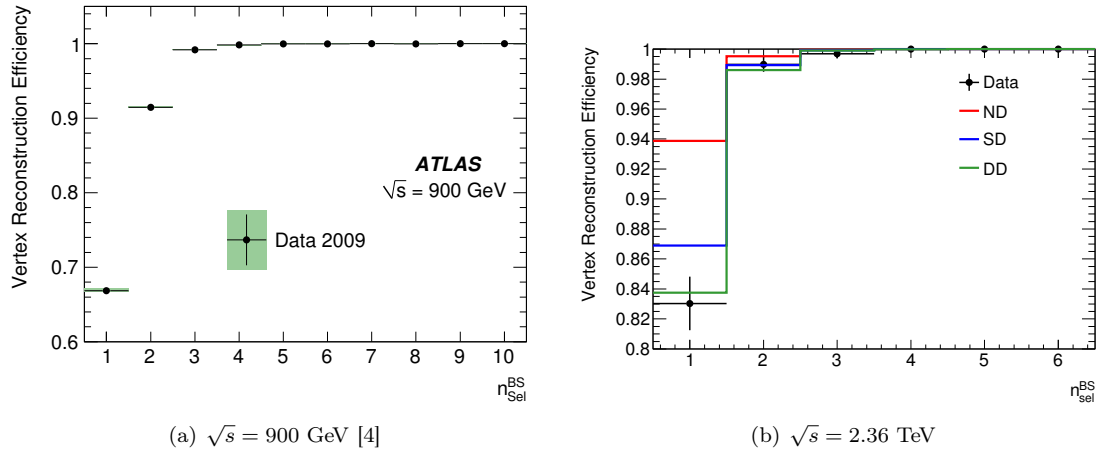 Vertex Reconstruction Efficiency
1
0.9
0.8
0.7
0.6
ATLAS
√s = 900 GeV
Data 2009
1 2 3 4 5 6 7 8 9 10
n^BS_Sel
(a) √s = 900 GeV [4]
Vertex Reconstruction Efficiency
1
0.98
0.96
0.94
0.92
0.9
0.88
0.86
0.84
0.82
0.8
Data
ND
SD
DD
1 2 3 4 5 6
n^BS_sel
(b) √s = 2.36 TeV